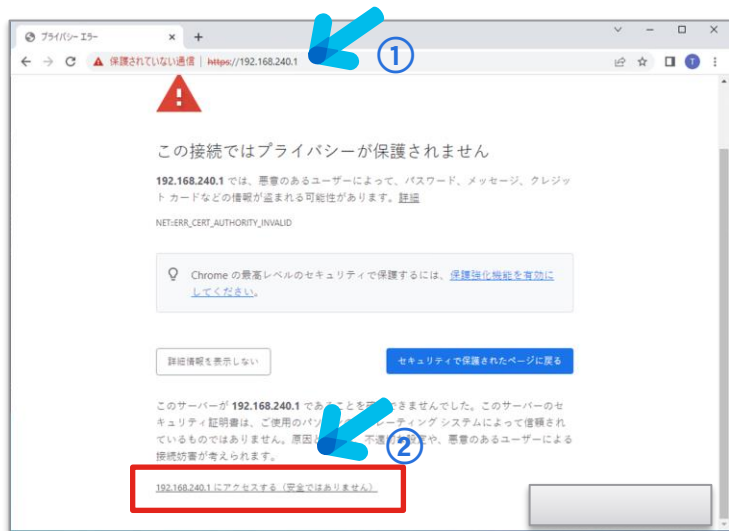 プライバシー エラー
①
保護されていない通信 | https://192.168.240.1
この接続ではプライバシーが保護されません
192.168.240.1 では、悪意のあるユーザーによって、パスワード、メッセージ、クレジッ
ト カードなどの情報が盗まれる可能性があります。詳細
NET::ERR_CERT_AUTHORITY_INVALID
Chrome の最高レベルのセキュリティで保護するには、保護強化機能を有効に
してください。
詳細情報を表示しない
セキュリティで保護されたページに戻る
このサーバーが 192.168.240.1 であることを できませんでした。このサーバーのセ
キュリティ証明書は、ご使用のパソ レーティング システムによって信頼され
ているものではありません。原因 不適 設定や、悪意のあるユーザーによる
接続妨害が考えられます。
②
192.168.240.1 にアクセスする（安全ではありません）
T